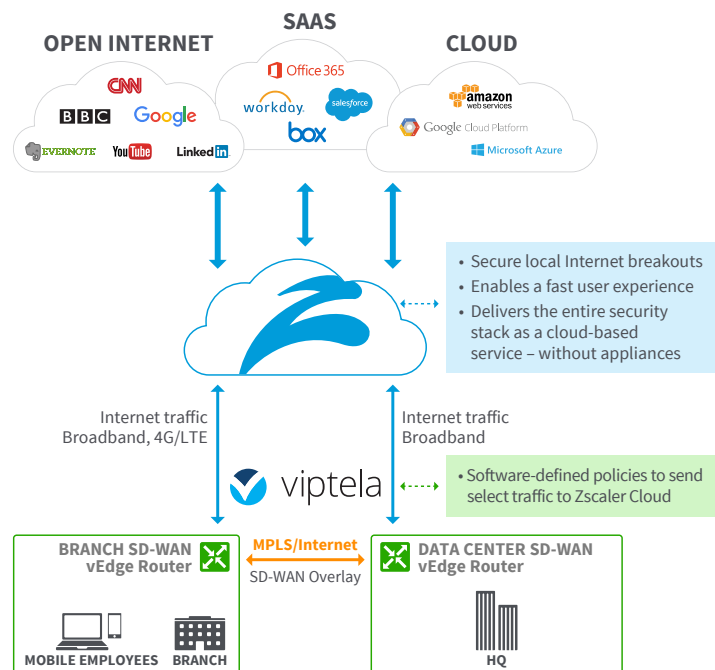 SAAS
OPEN INTERNET
CLOUD
CNN
BBC
Google
EVERNOTE
YouTube
LinkedIn
Office 365
workday.
salesforce
box
amazon
web services
Google Cloud Platform
Microsoft Azure
• Secure local Internet breakouts
• Enables a fast user experience
• Delivers the entire security
stack as a cloud-based
service – without appliances
Internet traffic
Broadband, 4G/LTE
Internet traffic
Broadband
viptela
• Software-defined policies to send
select traffic to Zscaler Cloud
BRANCH SD-WAN
vEdge Router
MPLS/Internet
SD-WAN Overlay
DATA CENTER SD-WAN
vEdge Router
MOBILE EMPLOYEES
BRANCH
HQ